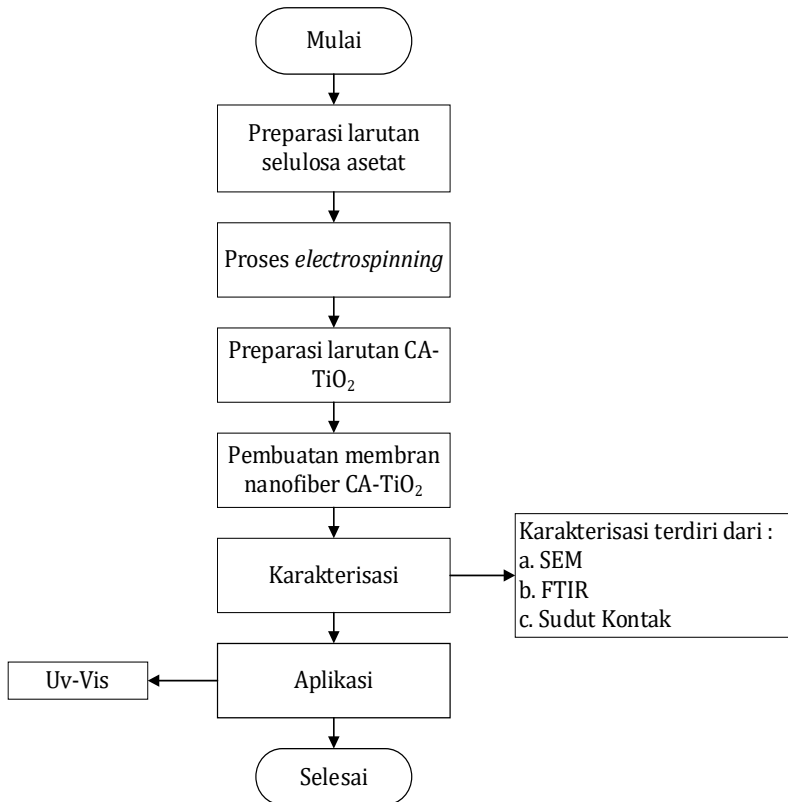 Mulai
Preparasi larutan
selulosa asetat
Proses electrospinning
Preparasi larutan CA-
TiO₂
Pembuatan membran
nanofiber CA-TiO₂
Karakterisasi
Karakterisasi terdiri dari :
a. SEM
b. FTIR
c. Sudut Kontak
Uv-Vis
Aplikasi
Selesai